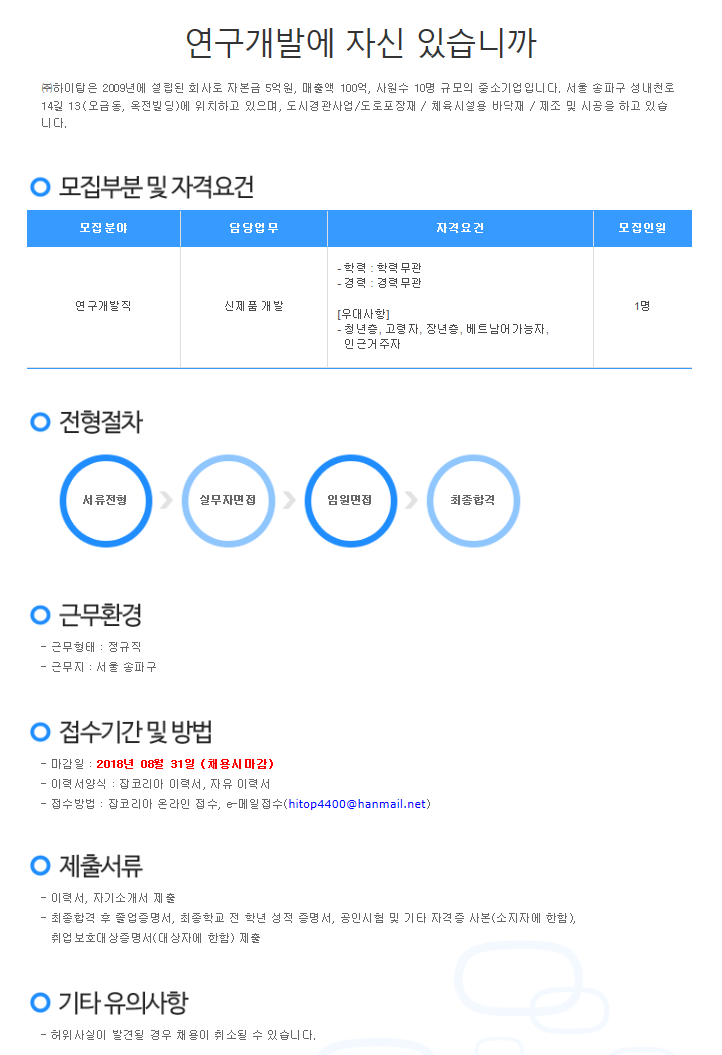 연구개발에 자신 있습니까
㈜하이탑은 2009년에 설립된 회사로 자본금 5억원, 매출액 100억, 사원수 10명 규모의 중소기업입니다. 서울 송파구 성내천로
14길 13(오금동, 옥전빌딩)에 위치하고 있으며, 도시경관사업/도로포장재 / 체육시설용 바닥재 / 제조 및 시공을 하고 있습
니다.
모집부분 및 자격요건
모집분야 담당업무 자격요건 모집인원
- 학력 : 학력무관
- 경력 : 경력무관
연구개발직 신제품 개발 1명
[우대사항]
- 청년층, 고령자, 장년층, 베트남어가능자,
인근거주자
전형절차
서류전형 실무자면접 임원면접 최종합격
근무환경
- 근무형태 : 정규직
- 근무지 : 서울 송파구
접수기간 및 방법
- 마감일 : 2018년 08월 31일 (채용시마감)
- 이력서양식 : 잡코리아 이력서, 자유 이력서
- 접수방법 : 잡코리아 온라인 접수, e-메일접수(hitop4400@hanmail.net)
제출서류
- 이력서, 자기소개서 제출
- 최종합격 후 졸업증명서, 최종학교 전 학년 성적 증명서, 공인시험 및 기타 자격증 사본(소지자에 한함),
취업보호대상증명서(대상자에 한함) 제출
기타 유의사항
- 허위사실이 발견될 경우 채용이 취소될 수 있습니다.